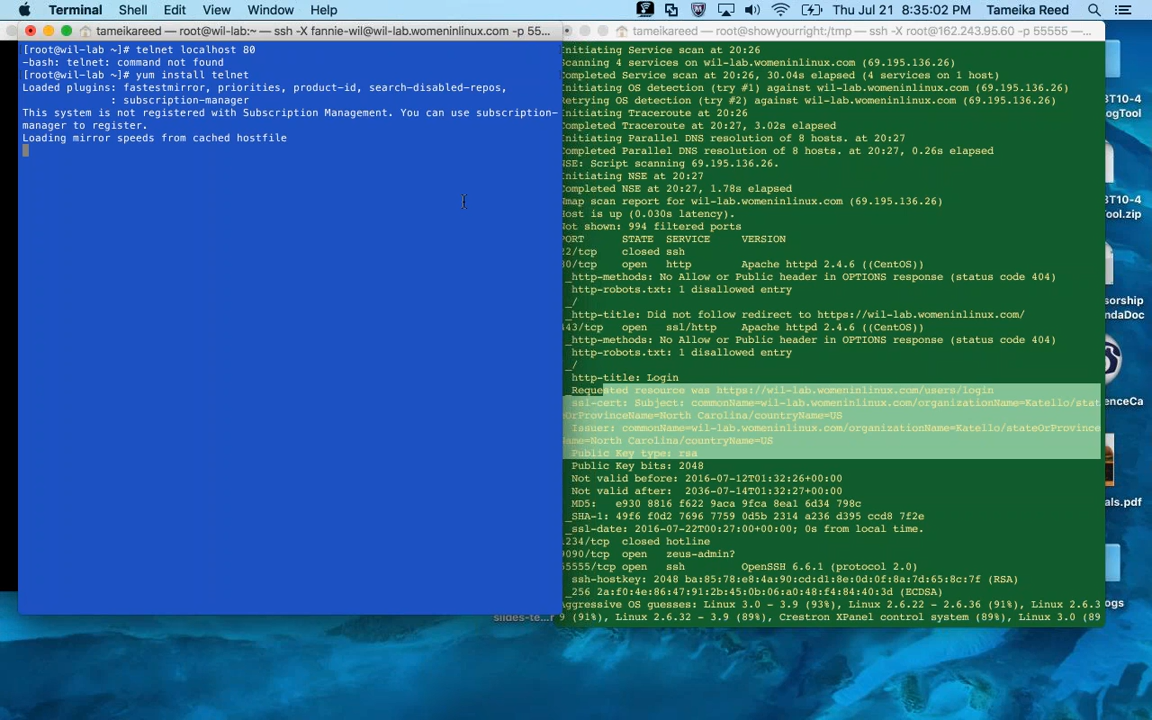 Terminal Shell Edit View Window Help
Thu Jul 21 8:35:02 PM Tameika Reed
tameikareed — root@wil-lab:~ — ssh -X fannie-wil@wil-lab.womeninlinux.com -p 55...
[root@wil-lab ~]# telnet localhost 80
-bash: telnet: command not found
[root@wil-lab ~]# yum install telnet
Loaded plugins: fastestmirror, priorities, product-id, search-disabled-repos,
: subscription-manager
This system is not registered with Subscription Management. You can use subscription-
manager to register.
Loading mirror speeds from cached hostfile
tameikareed — root@showyourright:/tmp — ssh -X root@162.243.95.60 -p 55555 —...
Initiating Service scan at 20:26
Scanning 4 services on wil-lab.womeninlinux.com (69.195.136.26)
Completed Service scan at 20:26, 30.04s elapsed (4 services on 1 host)
Initiating OS detection (try #1) against wil-lab.womeninlinux.com (69.195.136.26)
Retrying OS detection (try #2) against wil-lab.womeninlinux.com (69.195.136.26)
Initiating Traceroute at 20:26
Completed Traceroute at 20:27, 3.02s elapsed
Initiating Parallel DNS resolution of 8 hosts. at 20:27
Completed Parallel DNS resolution of 8 hosts. at 20:27, 0.26s elapsed
NSE: Script scanning 69.195.136.26.
Initiating NSE at 20:27
Completed NSE at 20:27, 1.78s elapsed
Nmap scan report for wil-lab.womeninlinux.com (69.195.136.26)
Host is up (0.030s latency).
Not shown: 994 filtered ports
PORT STATE SERVICE VERSION
22/tcp closed ssh
80/tcp open http Apache httpd 2.4.6 ((CentOS))
_http-methods: No Allow or Public header in OPTIONS response (status code 404)
http-robots.txt: 1 disallowed entry
_/
_http-title: Did not follow redirect to https://wil-lab.womeninlinux.com/
443/tcp open ssl/http Apache httpd 2.4.6 ((CentOS))
_http-methods: No Allow or Public header in OPTIONS response (status code 404)
http-robots.txt: 1 disallowed entry
_/
http-title: Login
Requested resource was https://wil-lab.womeninlinux.com/users/login
ssl-cert: Subject: commonName=wil-lab.womeninlinux.com/organizationName=Katello/stat
eOrProvinceName=North Carolina/countryName=US
Issuer: commonName=wil-lab.womeninlinux.com/organizationName=Katello/stateOrProvince
Name=North Carolina/countryName=US
Public Key type: rsa
Public Key bits: 2048
Not valid before: 2016-07-12T01:32:26+00:00
Not valid after: 2036-07-14T01:32:27+00:00
MD5: e930 8816 f622 9aca 9fca 8ea1 6d34 798c
_SHA-1: 49f6 f0d2 7696 7759 0d5b 2314 a236 d395 ccd8 7f2e
_ssl-date: 2016-07-22T00:27:00+00:00; 0s from local time.
1234/tcp closed hotline
9090/tcp open zeus-admin?
55555/tcp open ssh OpenSSH 6.6.1 (protocol 2.0)
ssh-hostkey: 2048 ba:85:78:e8:4a:90:cd:d1:8e:0d:0f:8a:7d:65:8c:7f (RSA)
_256 2a:f0:4e:86:47:91:2b:45:0b:06:a0:48:f4:84:40:3d (ECDSA)
Aggressive OS guesses: Linux 3.0 - 3.9 (93%), Linux 2.6.22 - 2.6.36 (91%), Linux 2.6.3
9 (91%), Linux 2.6.32 - 3.9 (89%), Crestron XPanel control system (89%), Linux 3.0 (89
BT10-4
ogTool
BT10-4
ool.zip
sorship
ndaDoc
enceCa
als.pdf
ogs
slides-te...f